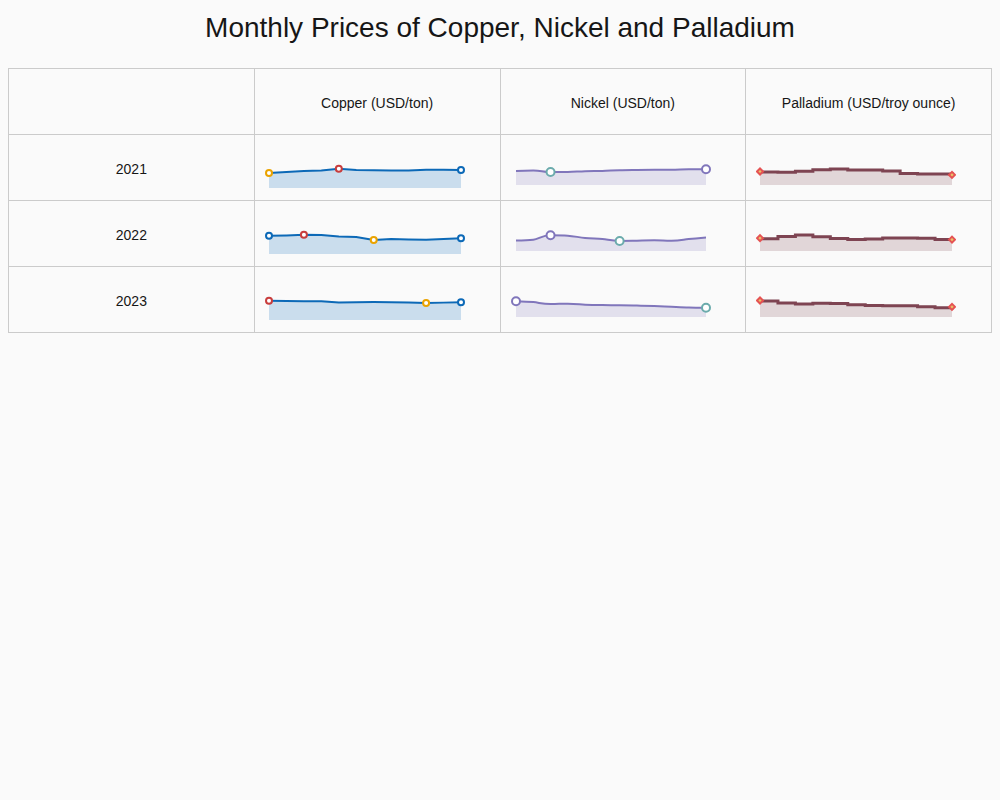 Monthly Prices of Copper, Nickel and Palladium
Copper (USD/ton) Nickel (USD/ton) Palladium (USD/troy ounce)
2021
2022
2023